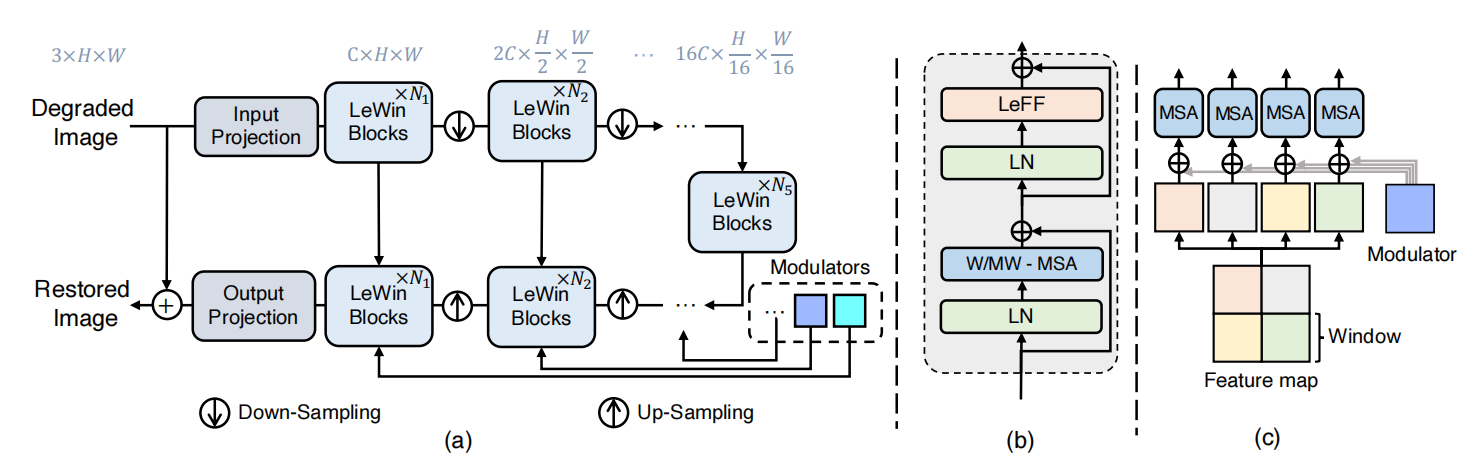 3×H×W
C×H×W
2C×H/2×W/2
⋯
16C×H/16×W/16
Degraded
Image
Input
Projection
×N₁
LeWin
Blocks
×N₂
LeWin
Blocks
...
×N₅
LeWin
Blocks
Restored
Image
Output
Projection
×N₁
LeWin
Blocks
×N₂
LeWin
Blocks
...
Modulators
...
Down-Sampling
Up-Sampling
(a)
LeFF
LN
W/MW - MSA
LN
(b)
MSA
MSA
MSA
MSA
Modulator
Window
Feature map
(c)